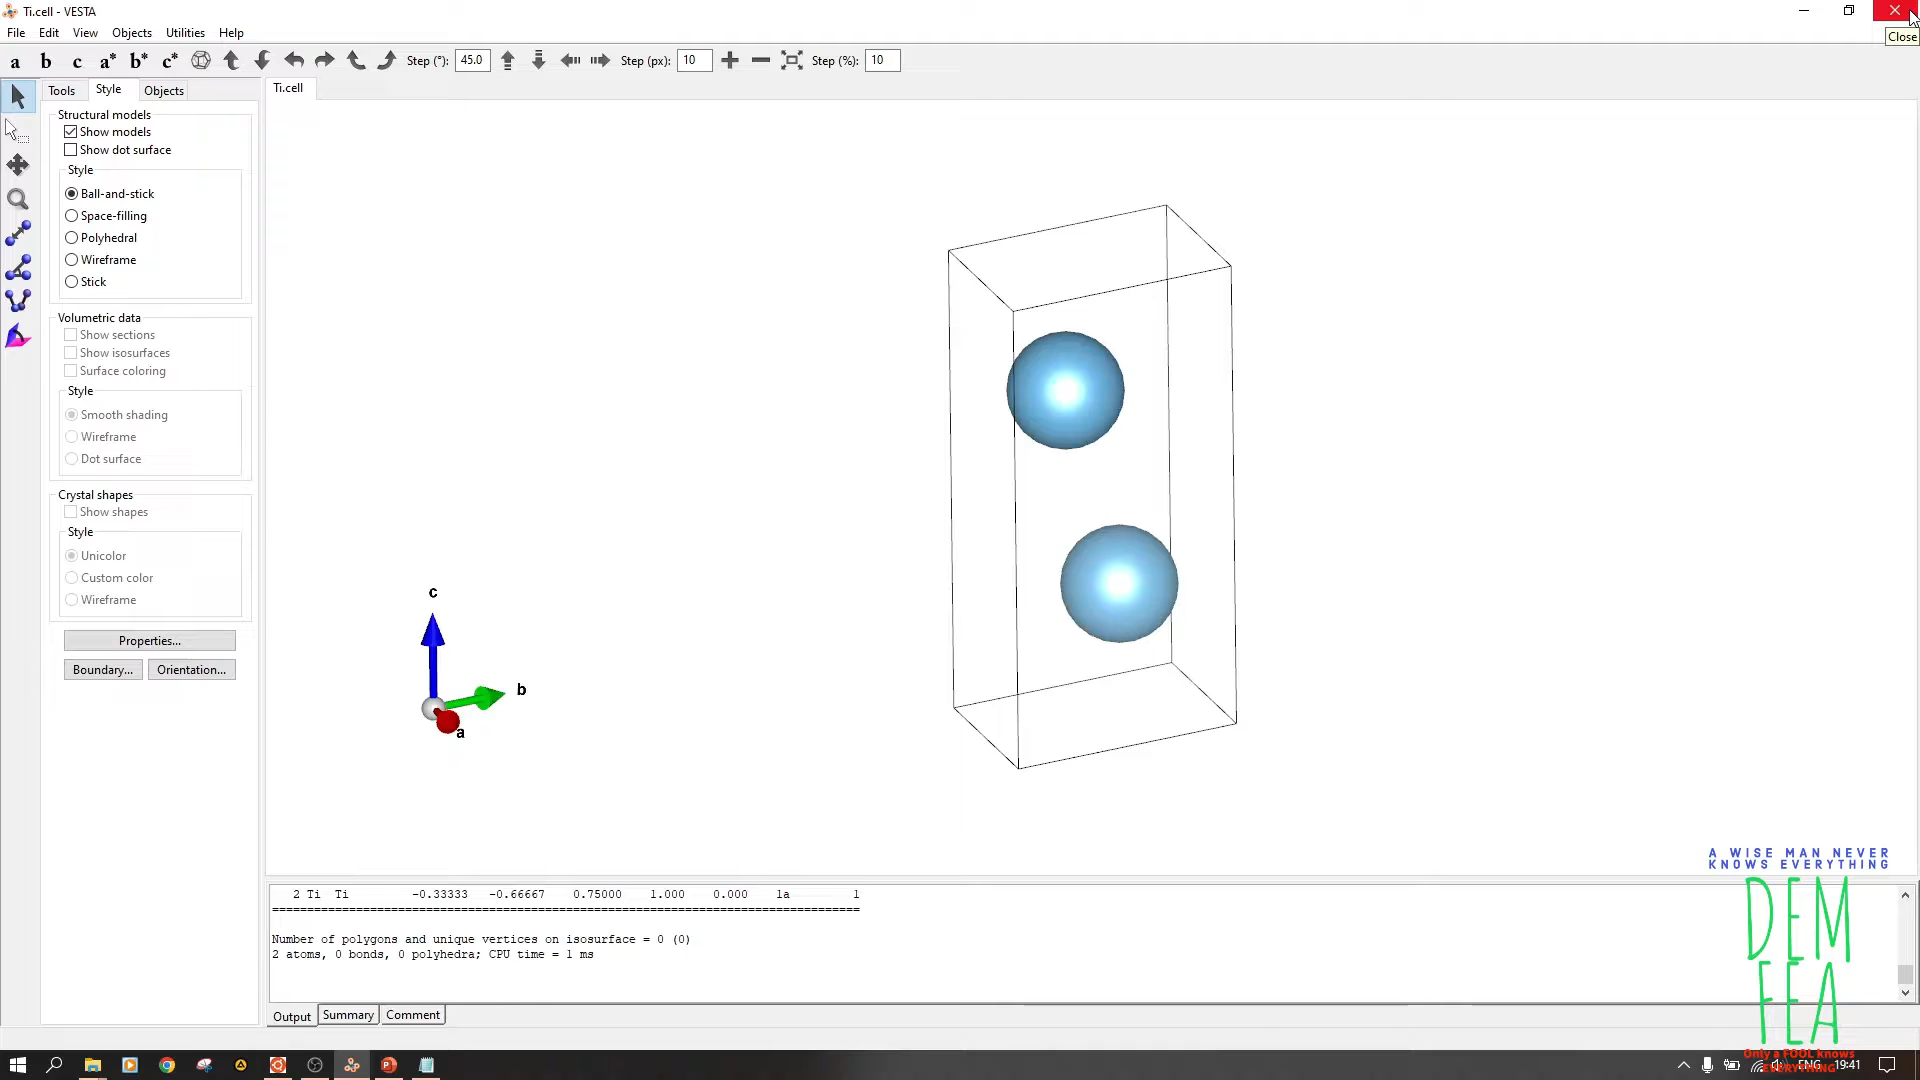 Ti.cell - VESTA
Close
File Edit View Objects Utilities Help
a b c a* b* c* Step (°): 45.0 Step (px): 10 Step (%): 10
Tools Style Objects
Ti.cell
Structural models
Show models
Show dot surface
Style
Ball-and-stick
Space-filling
Polyhedral
Wireframe
Stick
Volumetric data
Show sections
Show isosurfaces
Surface coloring
Style
Smooth shading
Wireframe
Dot surface
Crystal shapes
Show shapes
Style
Unicolor
Custom color
Wireframe
Properties...
Boundary... Orientation...
c
b
a
A WISE MAN NEVER
KNOWS EVERYTHING
DEM
FEA
Only a FOOL knows
EVERYTHING
2 Ti Ti -0.33333 -0.66667 0.75000 1.000 0.000 1a 1
================================================================================
Number of polygons and unique vertices on isosurface = 0 (0)
2 atoms, 0 bonds, 0 polyhedra; CPU time = 1 ms
Output Summary Comment
ENG 19:41